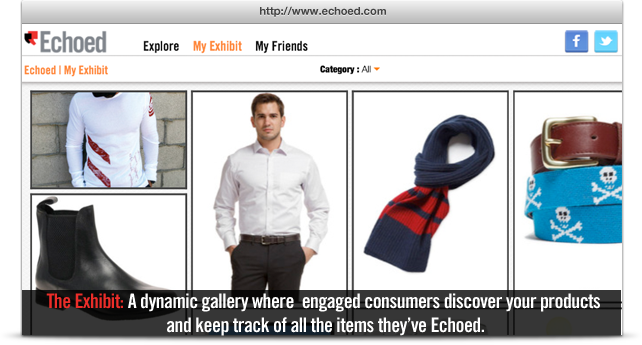 http://www.echoed.com
Echoed
Explore My Exhibit My Friends
Echoed | My Exhibit
Category : All
The Exhibit: A dynamic gallery where engaged consumers discover your products
and keep track of all the items they've Echoed.